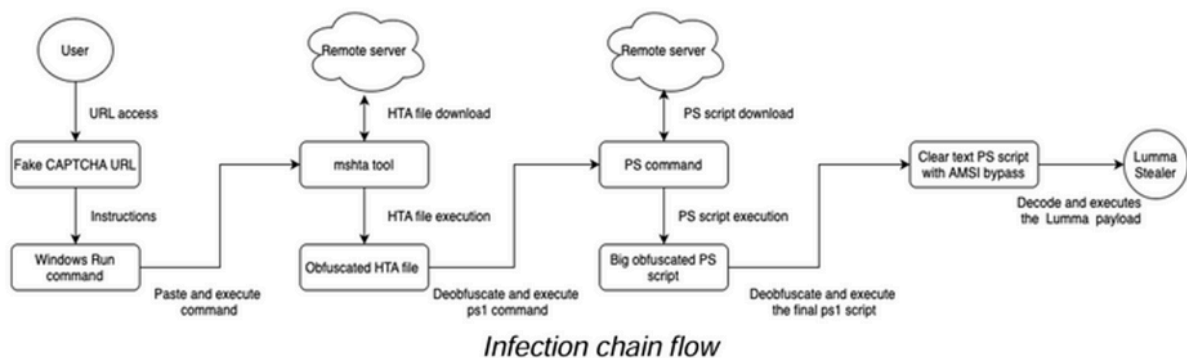 User
Remote server
Remote server
URL access
HTA file download
PS script download
Fake CAPTCHA URL
mshta tool
PS command
Clear text PS script
with AMSI bypass
Lumma
Stealer
Instructions
HTA file execution
PS script execution
Decode and executes
the Lumma payload
Windows Run
command
Obfuscated HTA file
Big obfuscated PS
script
Paste and execute
command
Deobfuscate and execute
ps1 command
Deobfuscate and execute
the final ps1 script
Infection chain flow